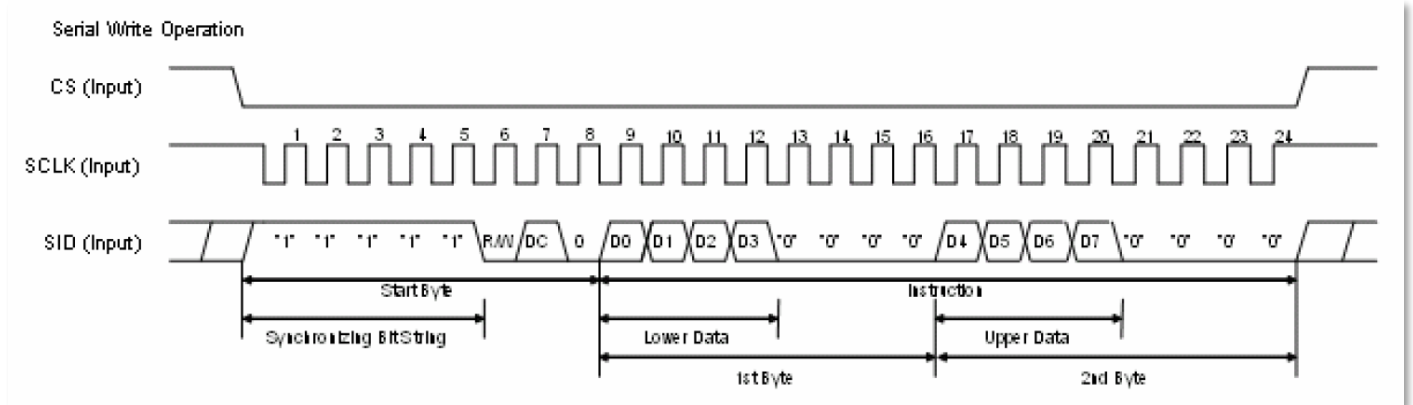 Serial Write Operation
CS (Input)
1 2 3 4 5 6 7 8 9 10 11 12 13 14 15 16 17 18 19 20 21 22 23 24
SCLK (Input)
SID (Input) "1" "1" "1" "1" "1" R/W DC 0 D0 D1 D2 D3 "0" "0" "0" "0" D4 D5 D6 D7 "0" "0" "0" "0"
Start Byte Instruction
Synchronizing Bit String Lower Data Upper Data
1st Byte 2nd Byte